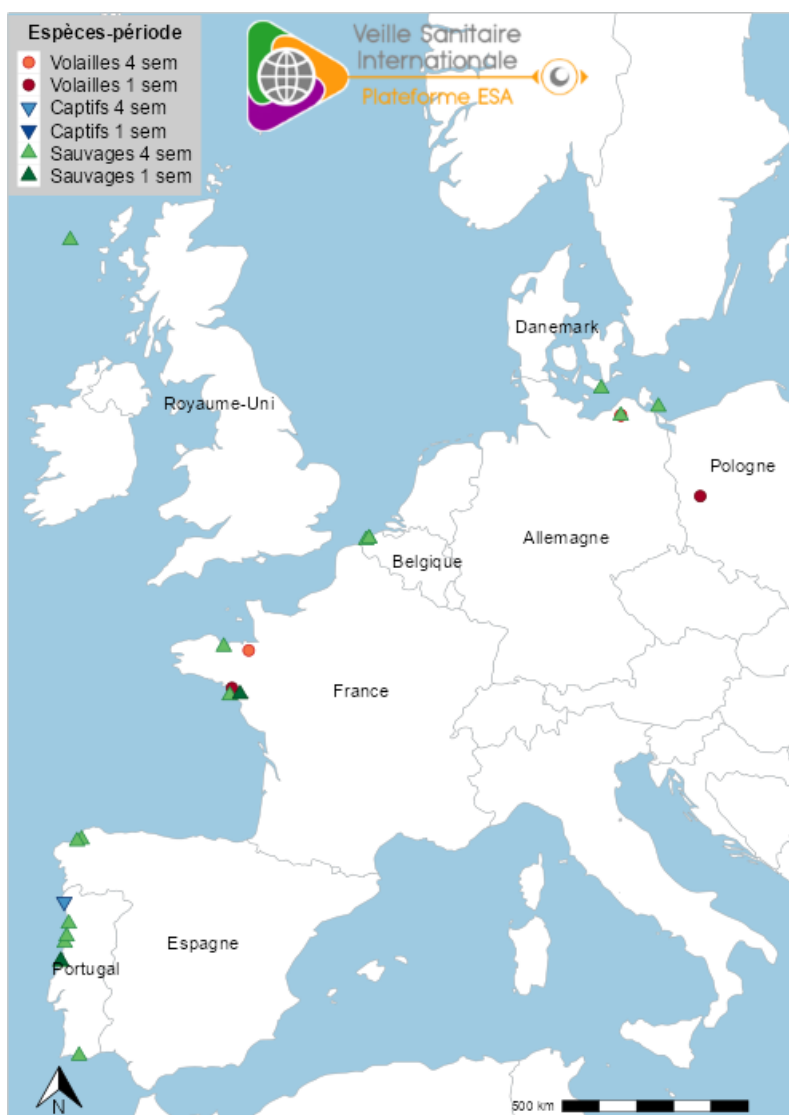 Espèces-période
Volailles 4 sem
Volailles 1 sem
Captifs 4 sem
Captifs 1 sem
Sauvages 4 sem
Sauvages 1 sem
Veille Sanitaire
Internationale
Plateforme ESA
Danemark
Royaume-Uni
Pologne
Allemagne
Belgique
France
Espagne
Portugal
N
500 km